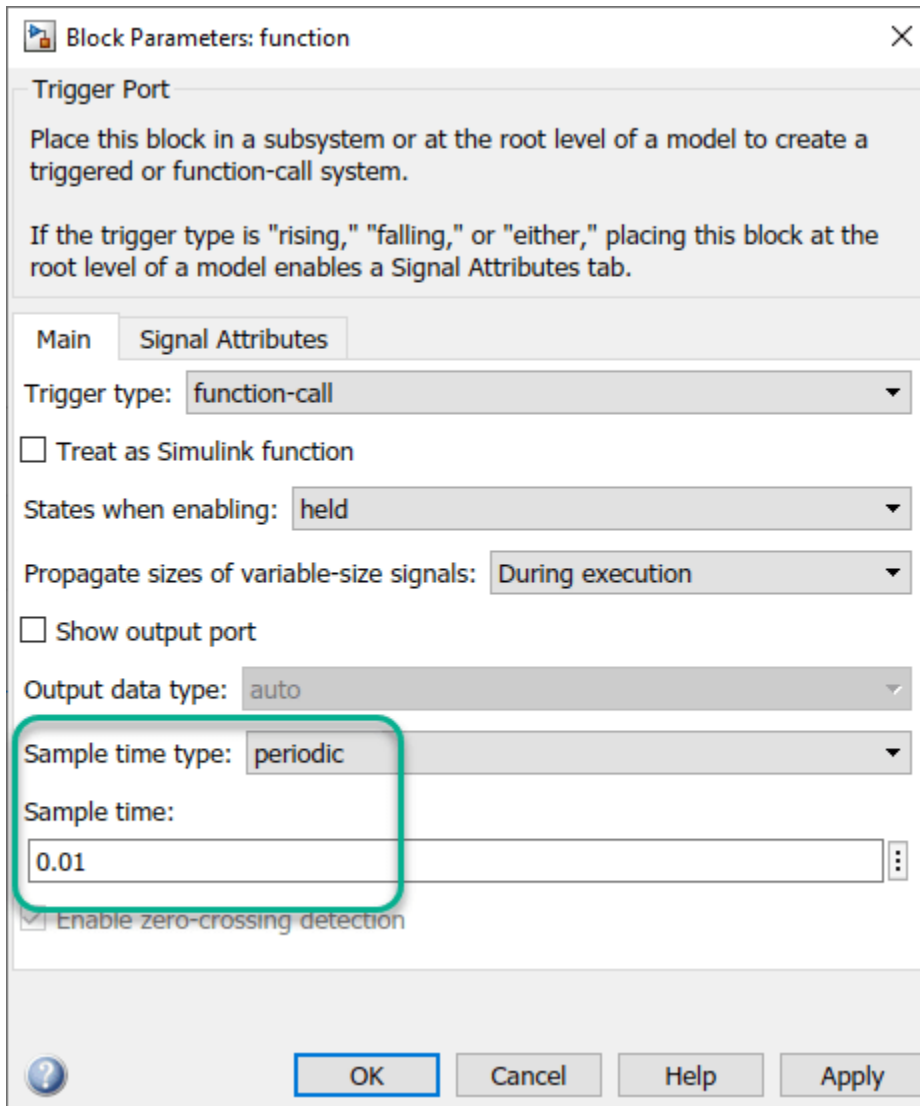 Block Parameters: function
Trigger Port
Place this block in a subsystem or at the root level of a model to create a
triggered or function-call system.
If the trigger type is "rising," "falling," or "either," placing this block at the
root level of a model enables a Signal Attributes tab.
Main Signal Attributes
Trigger type: function-call
Treat as Simulink function
States when enabling: held
Propagate sizes of variable-size signals: During execution
Show output port
Output data type: auto
Sample time type: periodic
Sample time:
0.01
Enable zero-crossing detection
OK Cancel Help Apply